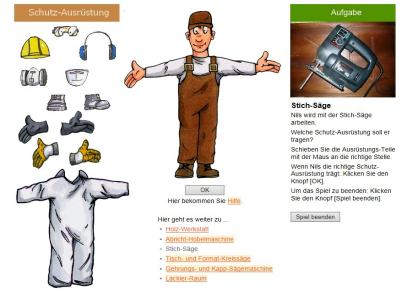 Schutz-Ausrüstung
OK
Hier bekommen Sie Hilfe.
Hier geht es weiter zu ...
Holz-Werkstatt
Abricht-Hobelmaschine
Stich-Säge
Tisch- und Format-Kreissäge
Gehrungs- und Kapp-Sägemaschine
Lackier-Raum
Aufgabe
Stich-Säge
Nils wird mit der Stich-Säge
arbeiten.
Welche Schutz-Ausrüstung soll er
tragen?
Schieben Sie die Ausrüstungs-Teile
mit der Maus an die richtige Stelle.
Wenn Nils die richtige Schutz-
Ausrüstung trägt: Klicken Sie den
Knopf [OK].
Um das Spiel zu beenden: Klicken
Sie den Knopf [Spiel beenden].
Spiel beenden